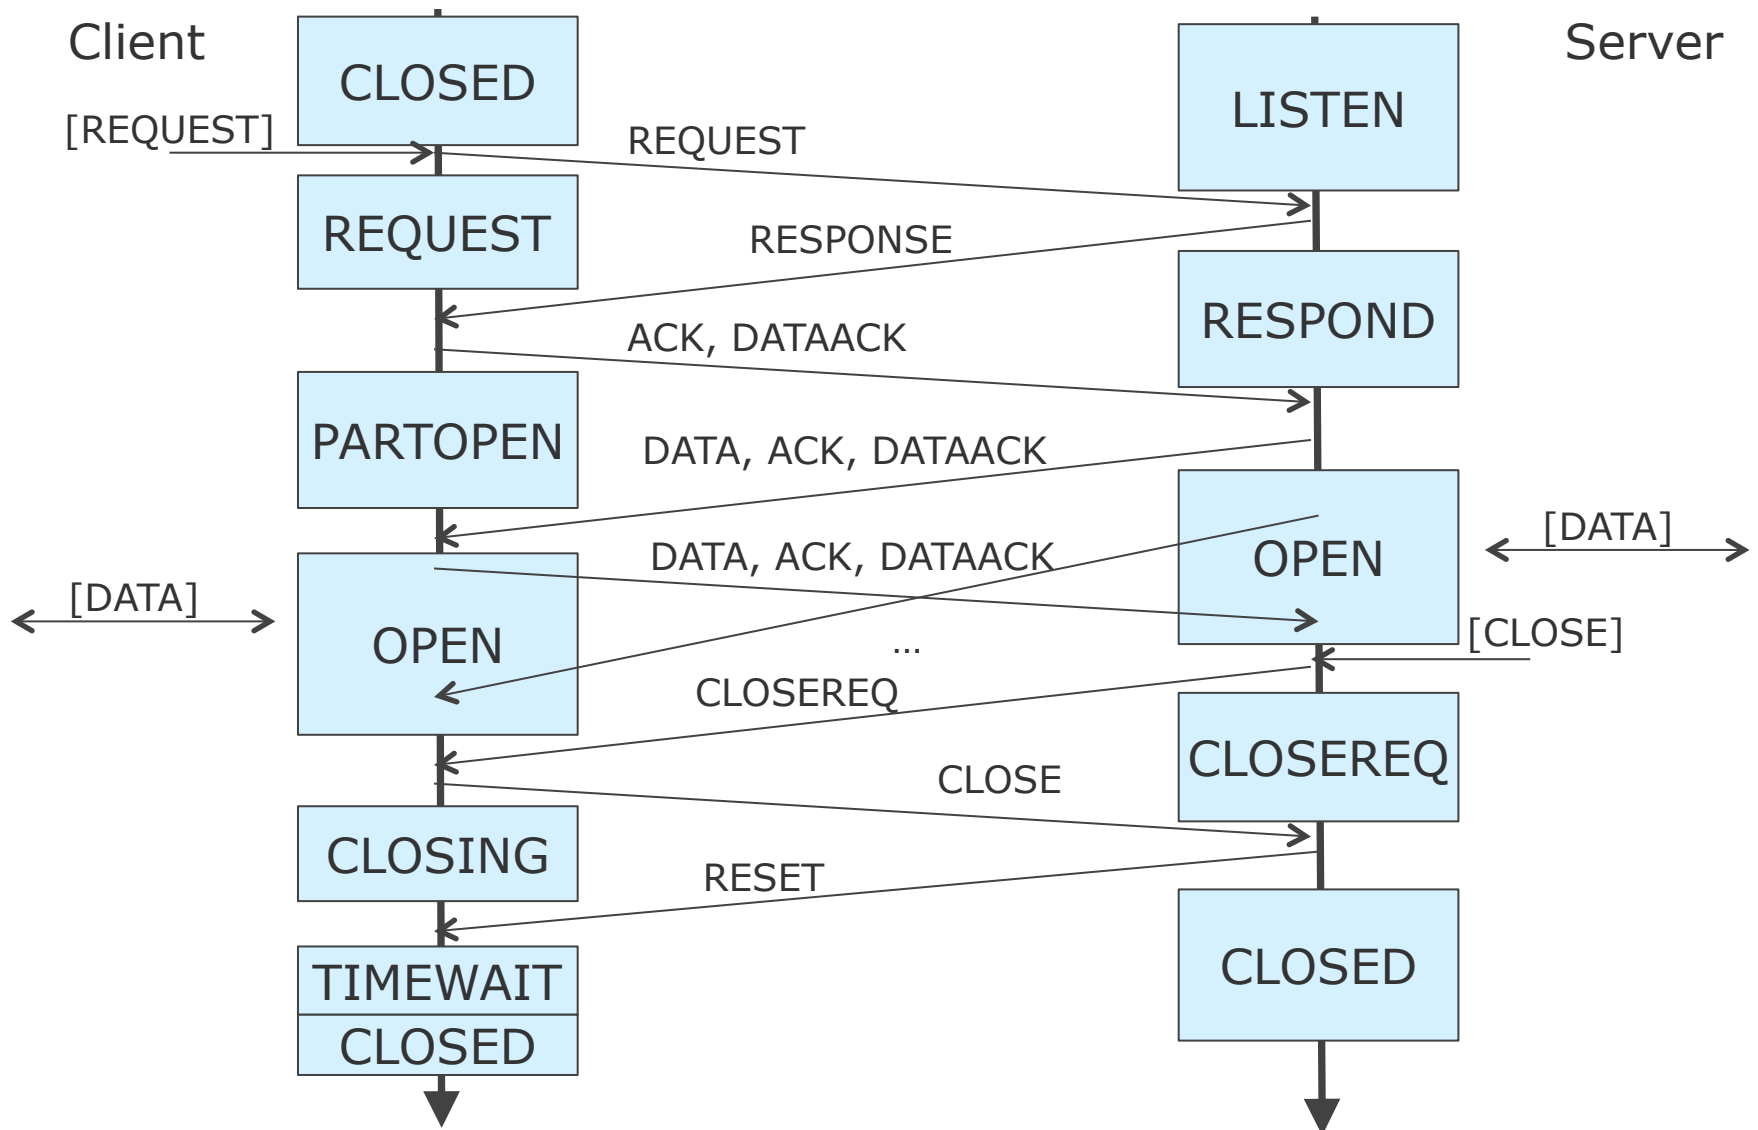 Client
Server
CLOSED
LISTEN
[REQUEST]
REQUEST
REQUEST
RESPONSE
RESPOND
ACK, DATAACK
PARTOPEN
DATA, ACK, DATAACK
[DATA]
DATA, ACK, DATAACK
OPEN
[DATA]
OPEN
...
[CLOSE]
CLOSEREQ
CLOSEREQ
CLOSE
CLOSING
RESET
CLOSED
TIMEWAIT
CLOSED